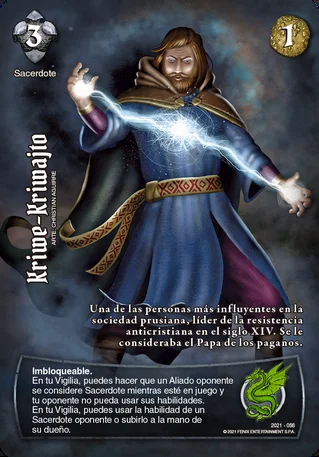 3
1
Sacerdote
Kriwe-Kriwajto
ARTE: CHRISTIAN AGUIRRE
Una de las personas más influyentes en la
sociedad prusiana, líder de la resistencia
anticristiana en el siglo XIV. Se le
consideraba el Papa de los paganos.
Imbloqueable.
En tu Vigilia, puedes hacer que un Aliado oponente
se considere Sacerdote mientras esté en juego y
tu oponente no pueda usar sus habilidades.
En tu Vigilia, puedes usar la habilidad de un
Sacerdote oponente o subirlo a la mano de
su dueño.
2021 - 056
© 2021 FENIX ENTERTAINMENT S.P.A.